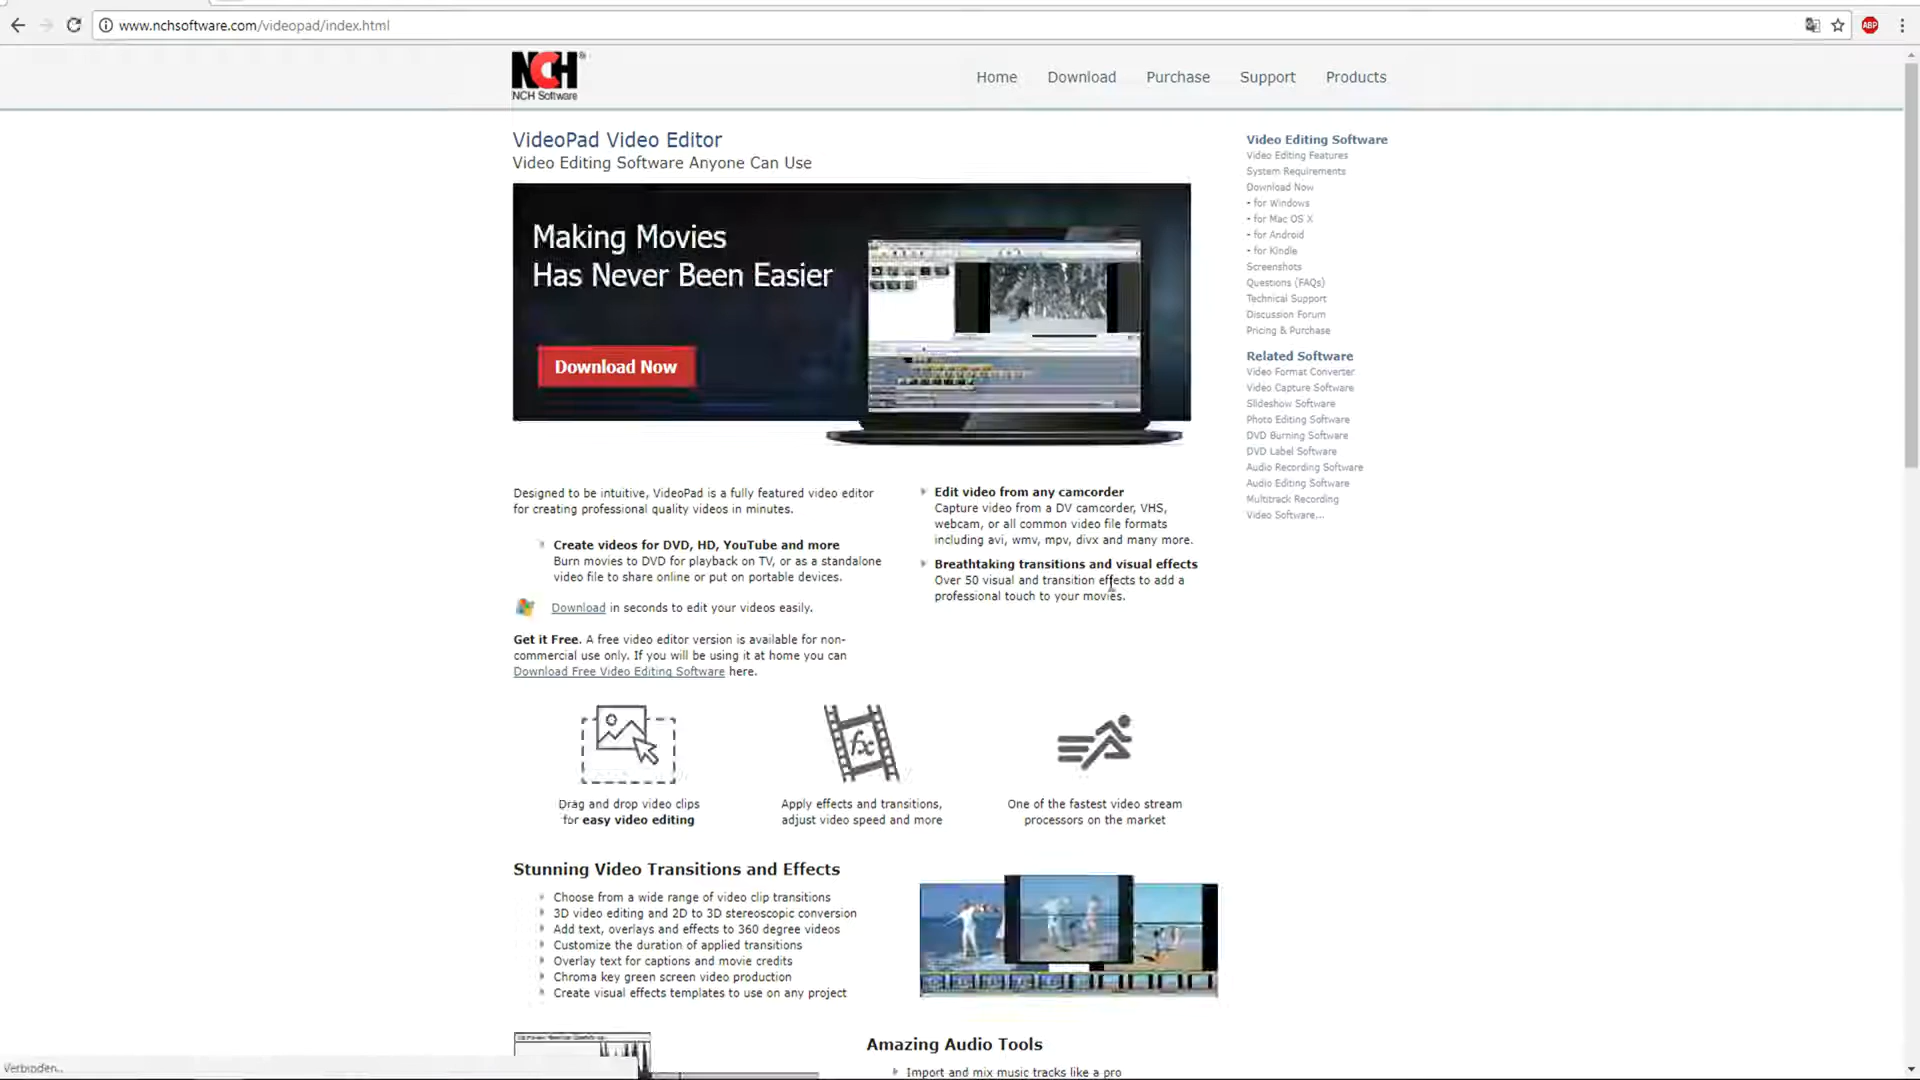 www.nchsoftware.com/videopad/index.html
ABP
NCH®
NCH Software
Home
Download
Purchase
Support
Products
VideoPad Video Editor
Video Editing Software Anyone Can Use
Making Movies
Has Never Been Easier
Download Now
Designed to be intuitive, VideoPad is a fully featured video editor
for creating professional quality videos in minutes.
Create videos for DVD, HD, YouTube and more
Burn movies to DVD for playback on TV, or as a standalone
video file to share online or put on portable devices.
Download in seconds to edit your videos easily.
Get it Free. A free video editor version is available for non-
commercial use only. If you will be using it at home you can
Download Free Video Editing Software here.
Edit video from any camcorder
Capture video from a DV camcorder, VHS,
webcam, or all common video file formats
including avi, wmv, mpv, divx and many more.
Breathtaking transitions and visual effects
Over 50 visual and transition effects to add a
professional touch to your movies.
Drag and drop video clips
for easy video editing
fx
Apply effects and transitions,
adjust video speed and more
One of the fastest video stream
processors on the market
Stunning Video Transitions and Effects
Choose from a wide range of video clip transitions
3D video editing and 2D to 3D stereoscopic conversion
Add text, overlays and effects to 360 degree videos
Customize the duration of applied transitions
Overlay text for captions and movie credits
Chroma key green screen video production
Create visual effects templates to use on any project
Amazing Audio Tools
Import and mix music tracks like a pro
Video Editing Software
Video Editing Features
System Requirements
Download Now
- for Windows
- for Mac OS X
- for Android
- for Kindle
Screenshots
Questions (FAQs)
Technical Support
Discussion Forum
Pricing & Purchase
Related Software
Video Format Converter
Video Capture Software
Slideshow Software
Photo Editing Software
DVD Burning Software
DVD Label Software
Audio Recording Software
Audio Editing Software
Multitrack Recording
Video Software...
Verbinden...